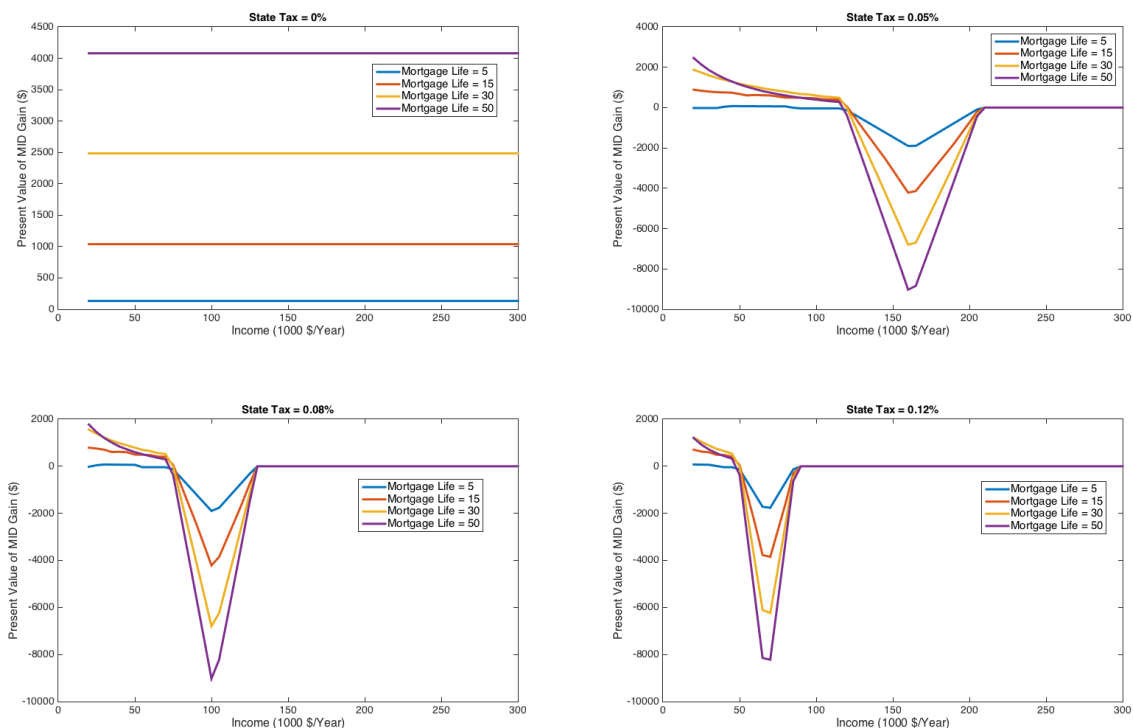 State Tax = 0%
4500
4000
3500
3000
2500
2000
1500
1000
500
0
Present Value of MID Gain ($)
Mortgage Life = 5
Mortgage Life = 15
Mortgage Life = 30
Mortgage Life = 50
0 50 100 150 200 250 300
Income (1000 $/Year)
State Tax = 0.05%
4000
2000
0
-2000
-4000
-6000
-8000
-10000
Present Value of MID Gain ($)
Mortgage Life = 5
Mortgage Life = 15
Mortgage Life = 30
Mortgage Life = 50
0 50 100 150 200 250 300
Income (1000 $/Year)
State Tax = 0.08%
2000
0
-2000
-4000
-6000
-8000
-10000
Present Value of MID Gain ($)
Mortgage Life = 5
Mortgage Life = 15
Mortgage Life = 30
Mortgage Life = 50
0 50 100 150 200 250 300
Income (1000 $/Year)
State Tax = 0.12%
2000
0
-2000
-4000
-6000
-8000
-10000
Present Value of MID Gain ($)
Mortgage Life = 5
Mortgage Life = 15
Mortgage Life = 30
Mortgage Life = 50
0 50 100 150 200 250 300
Income (1000 $/Year)